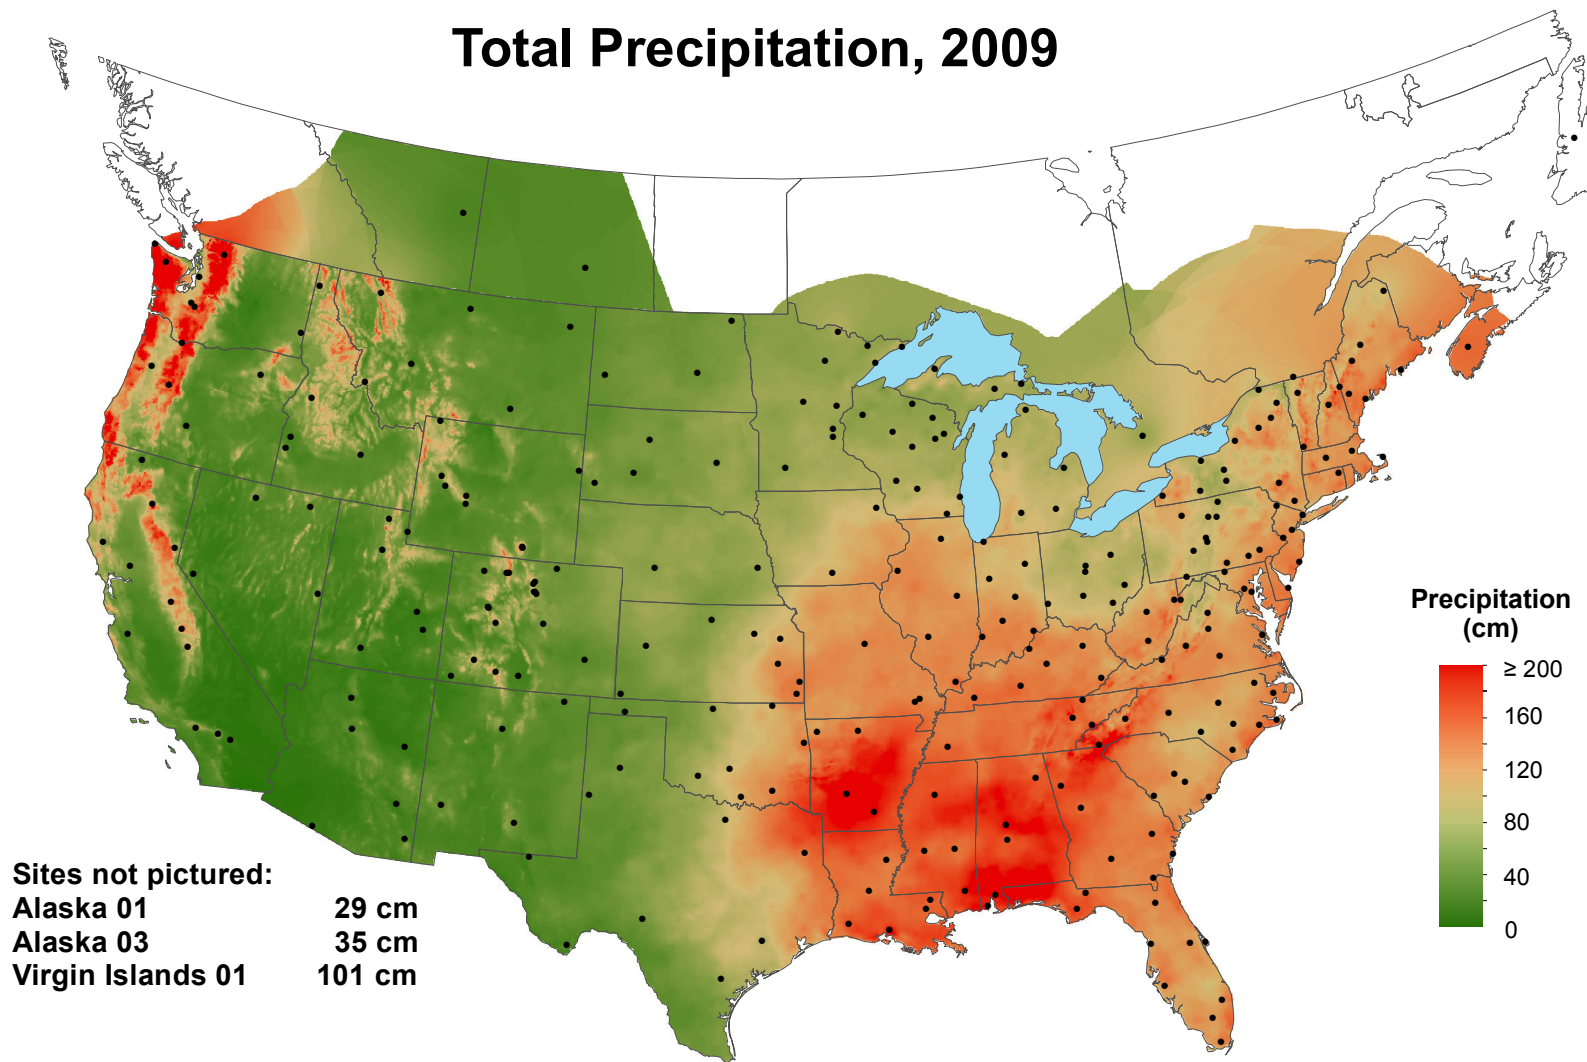 Total Precipitation, 2009
Precipitation
(cm)
≥ 200
160
120
80
40
0
Sites not pictured:
Alaska 01 29 cm
Alaska 03 35 cm
Virgin Islands 01 101 cm